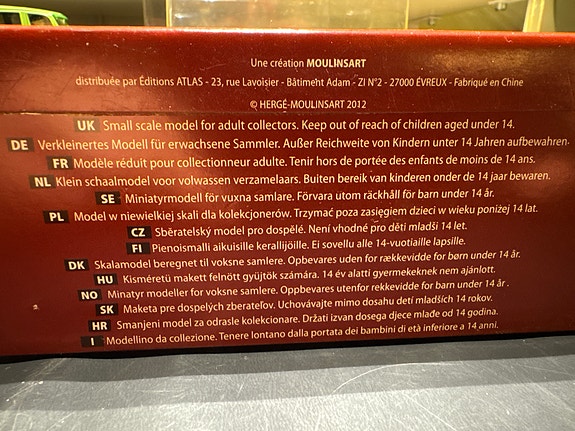 Une création MOULINSART
distribuée par Éditions ATLAS - 23, rue Lavoisier - Bâtiment Adam - ZI N°2 - 27000 ÉVREUX - Fabriqué en Chine
© HERGÉ-MOULINSART 2012
UK Small scale model for adult collectors. Keep out of reach of children aged under 14.
DE Verkleinertes Modell für erwachsene Sammler. Außer Reichweite von Kindern unter 14 Jahren aufbewahren.
FR Modèle réduit pour collectionneur adulte. Tenir hors de portée des enfants de moins de 14 ans.
NL Klein schaalmodel voor volwassen verzamelaars. Buiten bereik van kinderen onder de 14 jaar bewaren.
SE Miniatyrmodell för vuxna samlare. Förvara utom räckhåll för barn under 14 år.
PL Model w niewielkiej skali dla kolekcjonerów. Trzymać poza zasięgiem dzieci w wieku poniżej 14 lat.
CZ Sběratelský model pro dospělé. Není vhodné pro děti mladší 14 let.
FI Pienoismalli aikuisille keräilijöille. Ei sovellu alle 14-vuotiaille lapsille.
DK Skalamodel beregnet til voksne samlere. Opbevares uden for rækkevidde for børn under 14 år.
HU Kisméretű makett felnőtt gyűjtők számára. 14 év alatti gyermekeknek nem ajánlott.
NO Minatyr modeller for voksne samlere. Oppbevares utenfor rekkevidde for barn under 14 år.
SK Maketa pre dospelých zberateľov. Uchovávajte mimo dosahu detí mladších 14 rokov.
HR Smanjeni model za odrasle kolekcionare. Držati izvan dosega djece mlađe od 14 godina.
I Modellino da collezione. Tenere lontano dalla portata dei bambini di età inferiore a 14 anni.